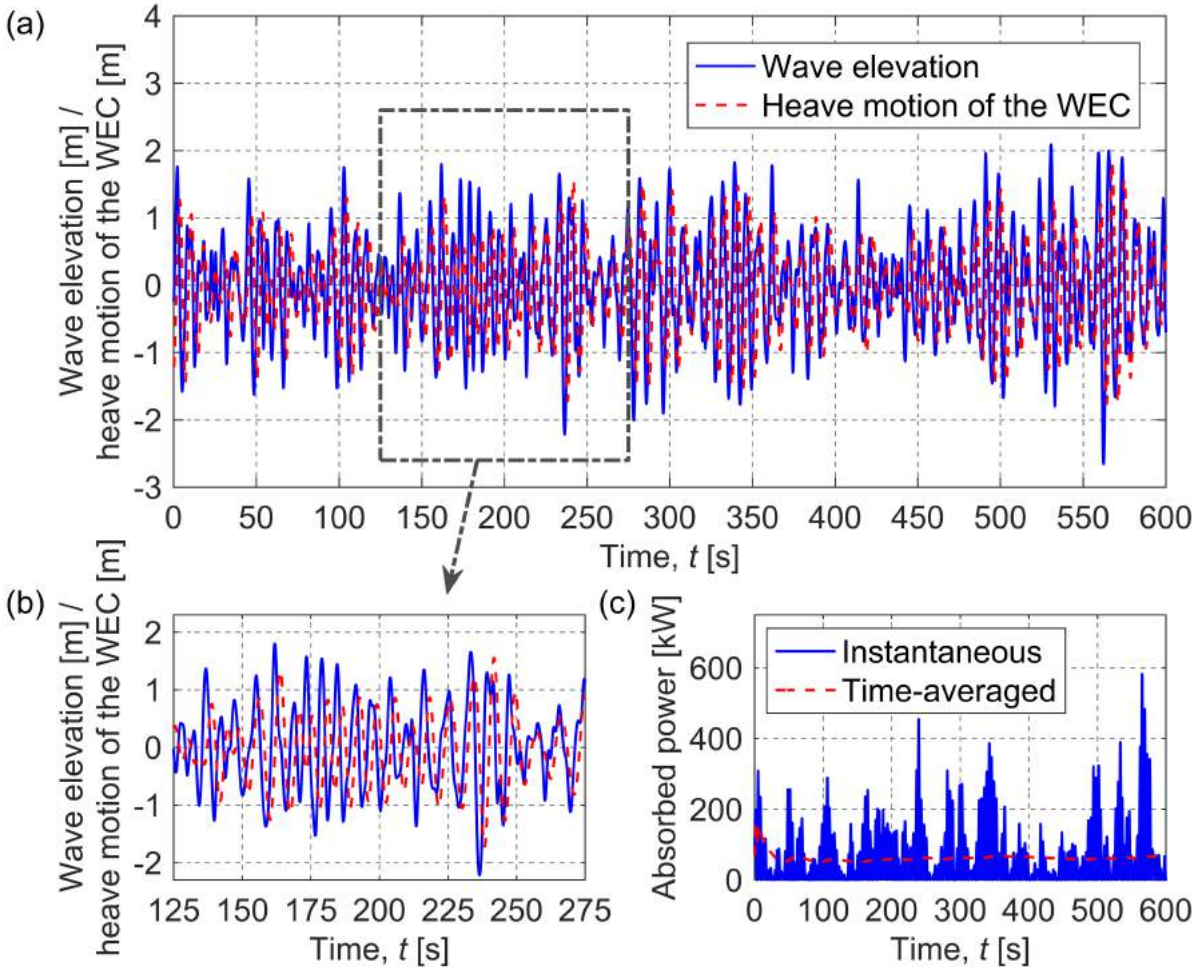 (a)
Wave elevation [m] /
heave motion of the WEC [m]
4
3
2
1
0
-1
-2
-3
Wave elevation
Heave motion of the WEC
0 50 100 150 200 250 300 350 400 450 500 550 600
Time, t [s]
(b)
Wave elevation [m] /
heave motion of the WEC [m]
2
1
0
-1
-2
125 150 175 200 225 250 275
Time, t [s]
(c)
Absorbed power [kW]
600
400
200
0
Instantaneous
Time-averaged
0 100 200 300 400 500 600
Time, t [s]